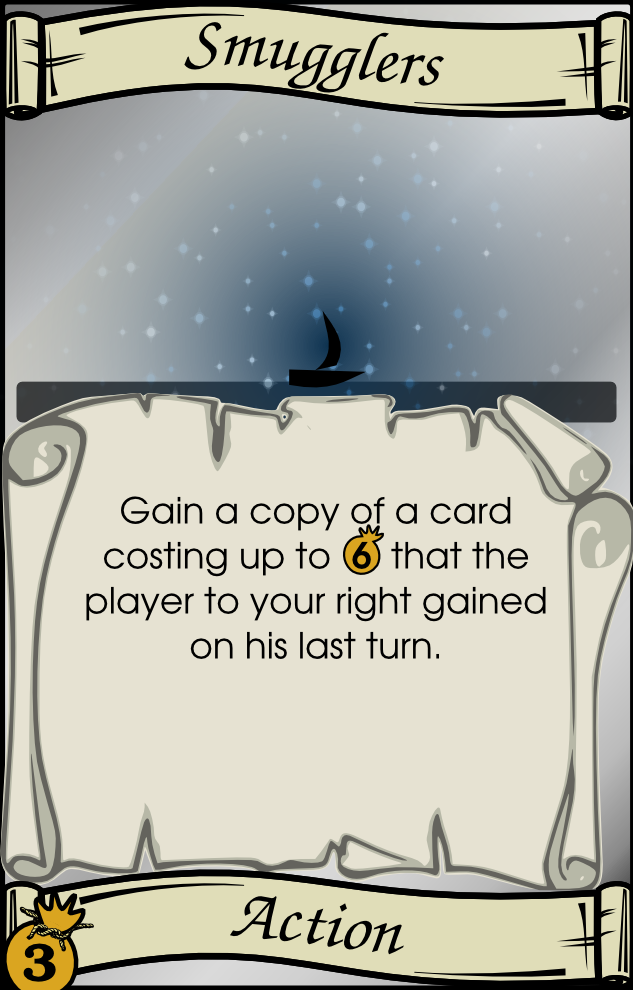 Smugglers
Gain a copy of a card
costing up to 6 that the
player to your right gained
on his last turn.
Action
3